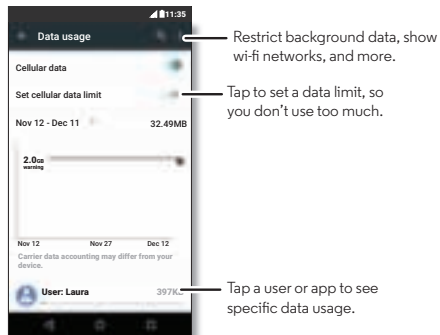 11:35
Data usage
Restrict background data, show
wi-fi networks, and more.
Cellular data
Set cellular data limit
Tap to set a data limit, so
you don't use too much.
Nov 12 - Dec 11
32.49MB
2.0GB
warning
Nov 12 Nov 27 Dec 12
Carrier data accounting may differ from your
device.
User: Laura
Tap a user or app to see
specific data usage.